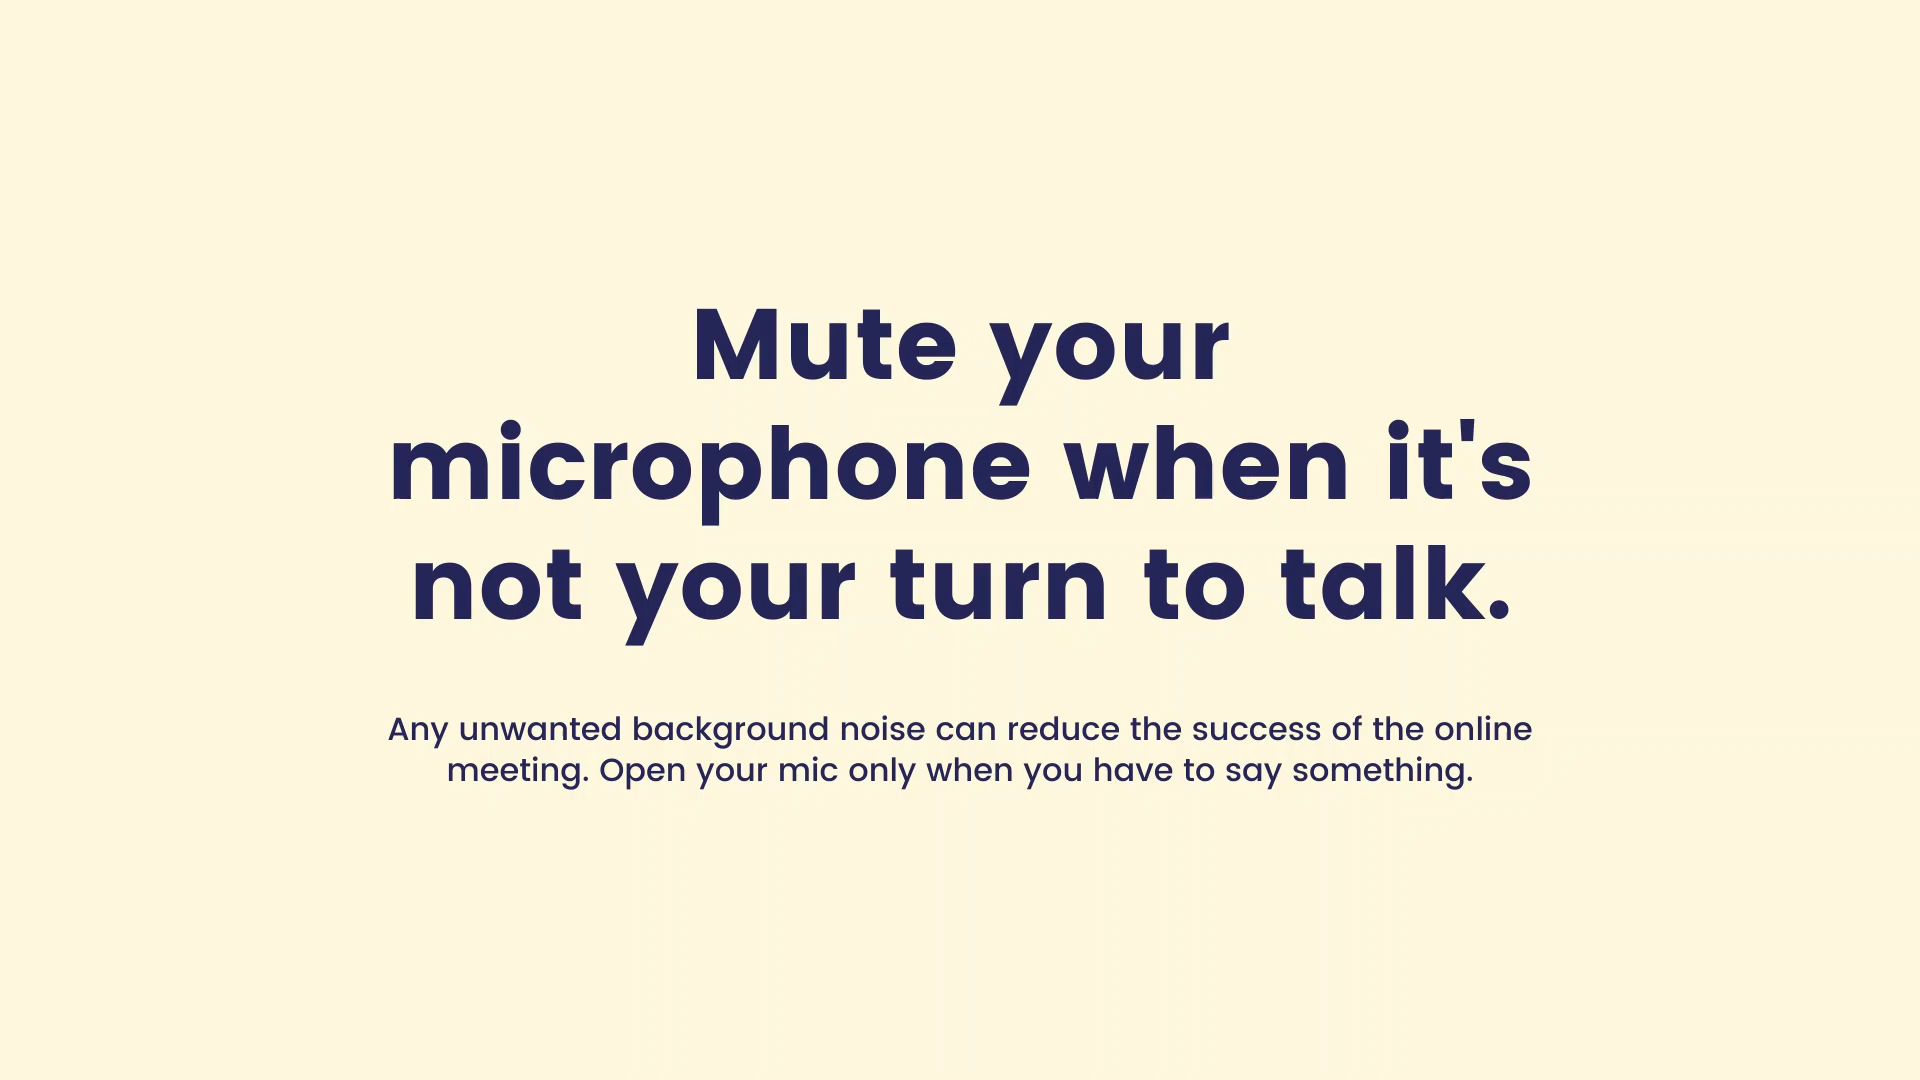 Mute your
microphone when it's
not your turn to talk.
Any unwanted background noise can reduce the success of the online
meeting. Open your mic only when you have to say something.